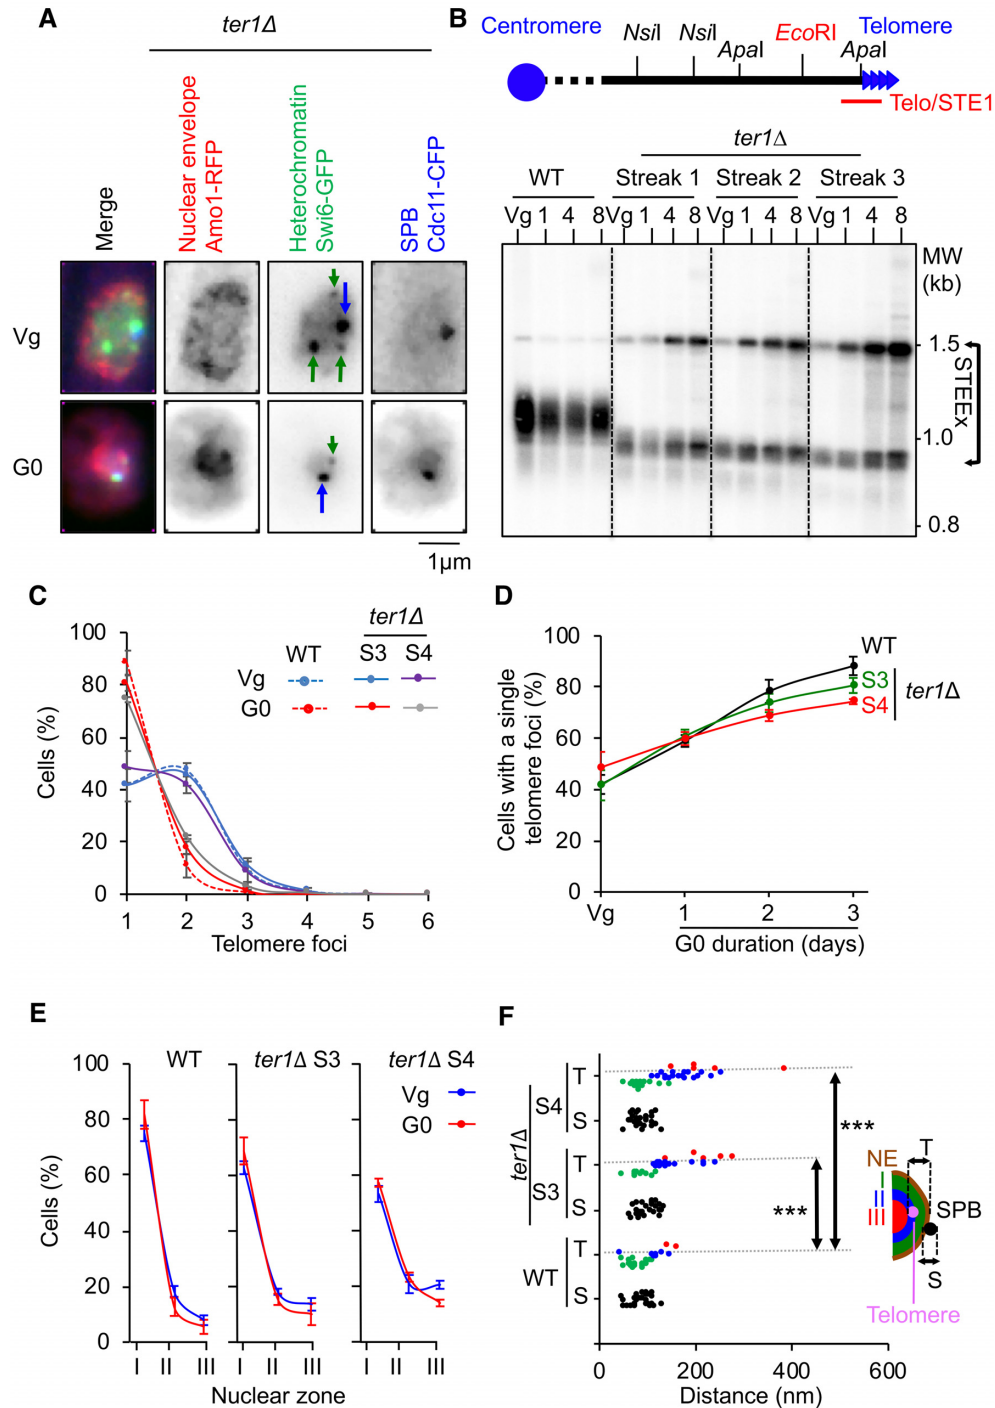 A
ter1Δ
Merge
Nuclear envelope
Amo1-RFP
Heterochromatin
Swi6-GFP
SPB
Cdc11-CFP
Vg
G0
1µm
B
Centromere
NsiI
NsiI
ApaI
EcoRI
ApaI
Telomere
Telo/STE1
ter1Δ
WT
Streak 1
Streak 2
Streak 3
Vg 1 4 8 Vg 1 4 8 Vg 1 4 8 Vg 1 4 8
MW
(kb)
1.5
1.0
0.8
STEEx
C
100
80
60
40
20
0
Cells (%)
1 2 3 4 5 6
Telomere foci
ter1Δ
WT S3 S4
Vg
G0
D
100
80
60
40
20
0
Cells with a single
telomere foci (%)
Vg 1 2 3
G0 duration (days)
WT
S3
S4
ter1Δ
E
100
80
60
40
20
0
Cells (%)
WT
ter1Δ S3
ter1Δ S4
Vg
G0
I II III
I II III
I II III
Nuclear zone
F
ter1Δ
S4
T
S
S3
T
S
WT
T
S
***
***
0 200 400 600
Distance (nm)
NE
I
II
III
T
SPB
S
Telomere